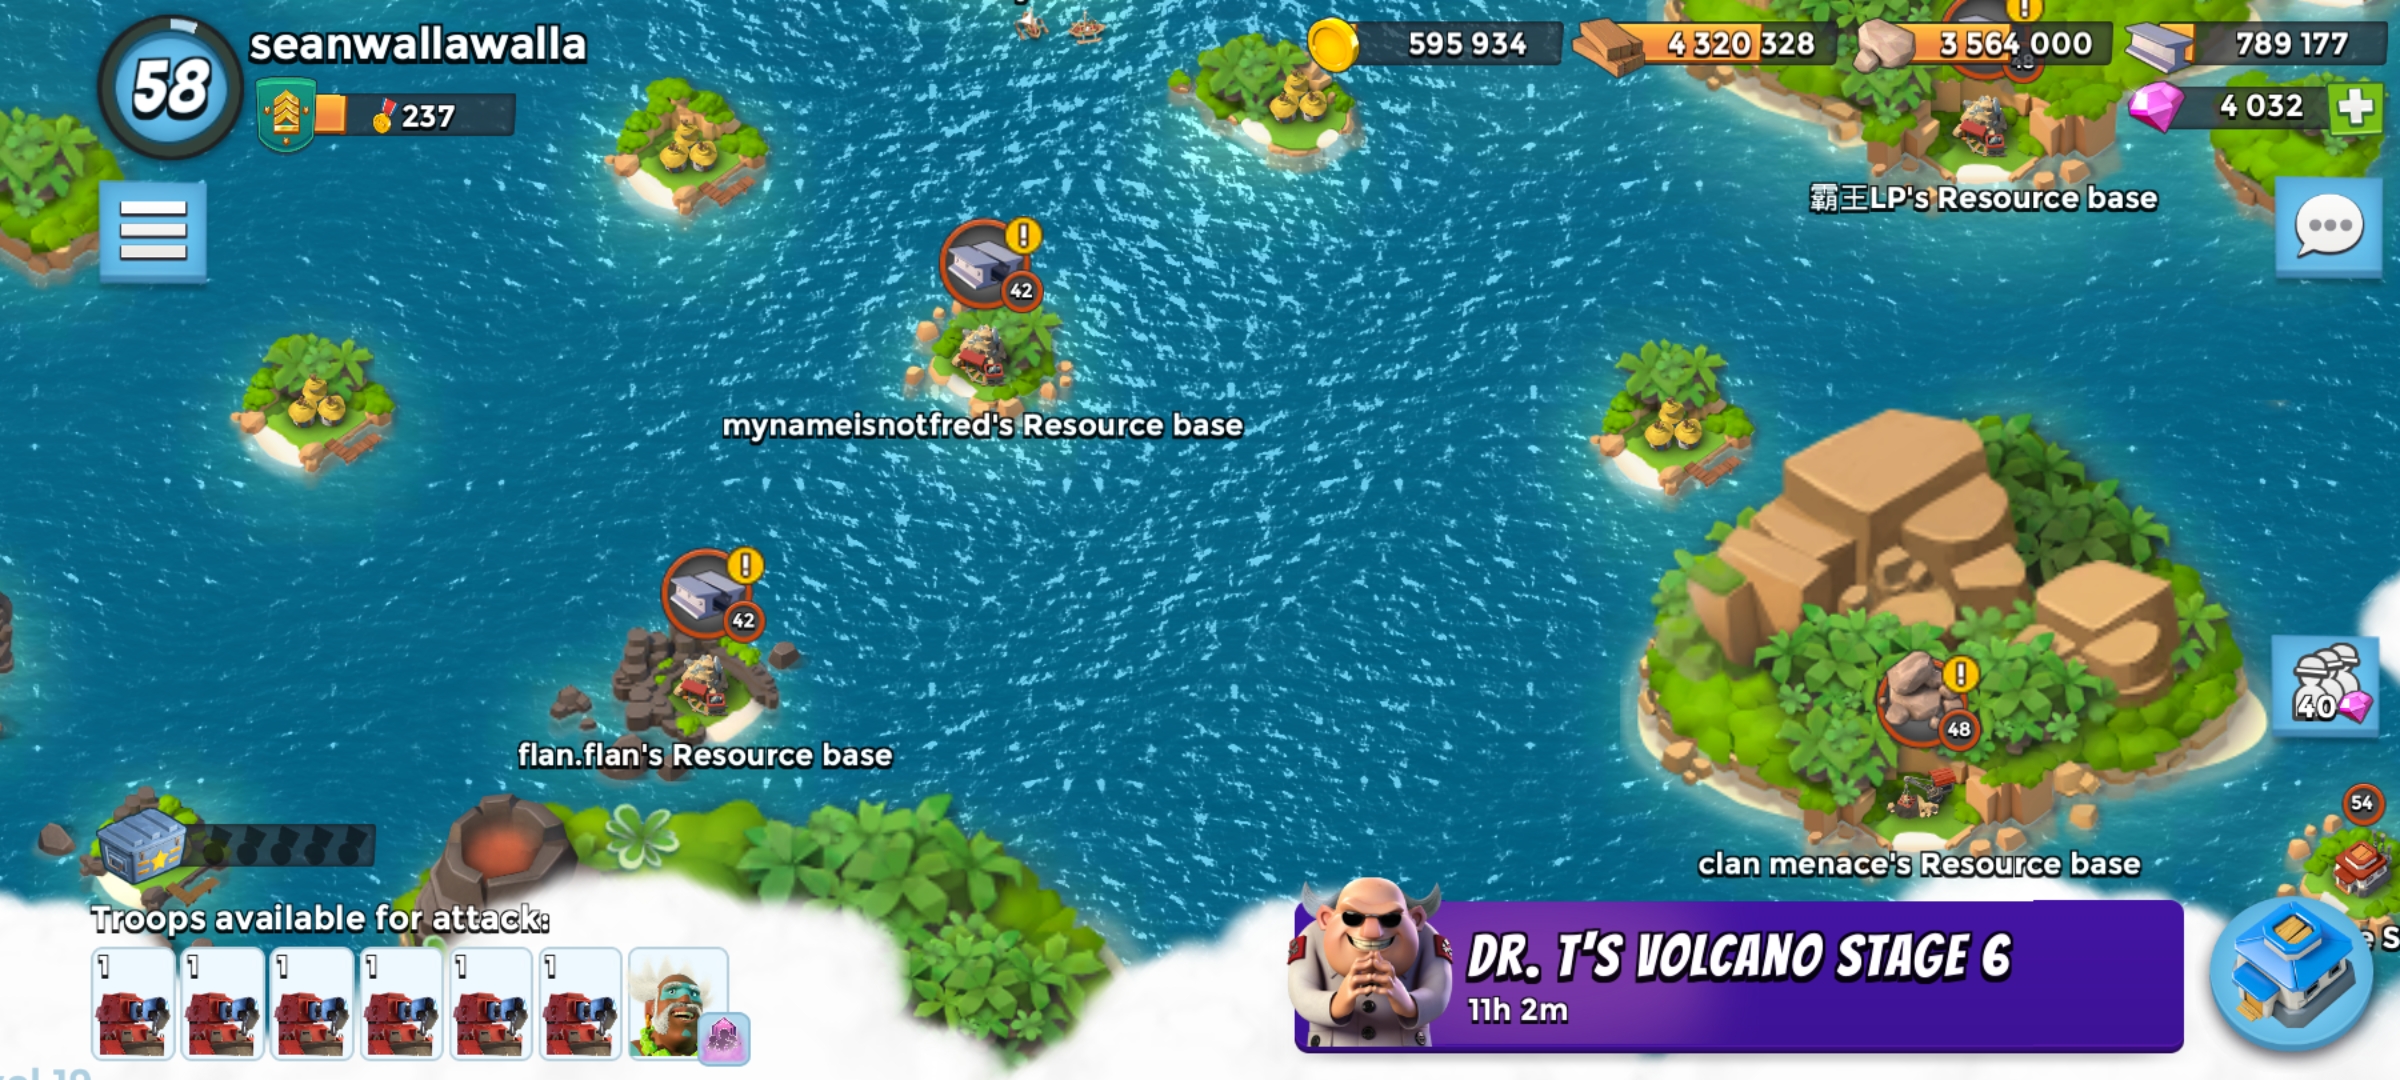 58
seanwallawalla
237
595 934
4 320 328
3 564 000
789 177
4 032
48
霸王LP's Resource base
42
mynameisnotfred's Resource base
42
flan.flan's Resource base
48
clan menace's Resource base
40
54
Troops available for attack:
1 1 1 1 1 1
DR. T'S VOLCANO STAGE 6
11h 2m